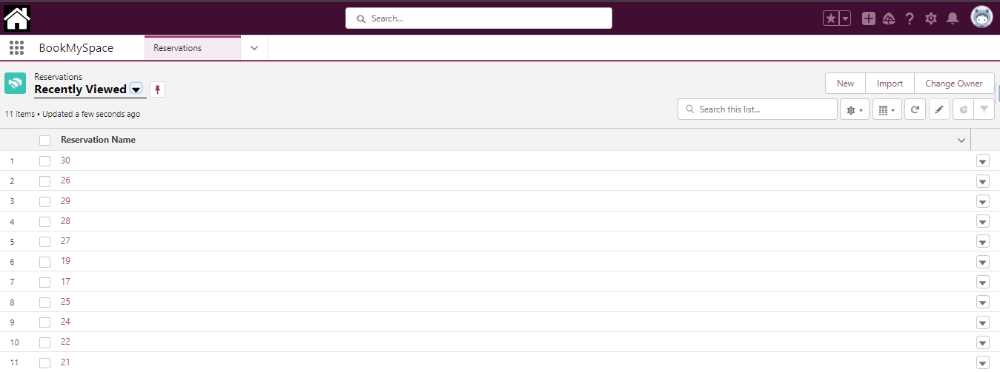 Search...
BookMySpace Reservations
Reservations
Recently Viewed
New Import Change Owner
11 items • Updated a few seconds ago
Search this list...
Reservation Name
1 30
2 26
3 29
4 28
5 27
6 19
7 17
8 25
9 24
10 22
11 21